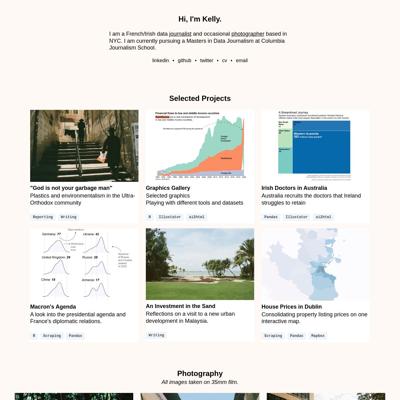 Hi, I'm Kelly.
I am a French/Irish data journalist and occasional photographer based in
NYC. I am currently pursuing a Masters in Data Journalism at Columbia
Journalism School.
linkedin • github • twitter • cv • email
Selected Projects
"God is not your garbage man"
Plastics and environmentalism in the Ultra-
Orthodox community
Reporting Writing
Graphics Gallery
Selected graphics
Playing with different tools and datasets
R Illustator ai2html
Irish Doctors in Australia
Australia recruits the doctors that Ireland
struggles to retain
Pandas Illustator ai2html
Macron's Agenda
A look into the presidential agenda and
France's diplomatic relations.
R Scraping Pandas
An Investment in the Sand
Reflections on a visit to a new urban
development in Malaysia.
Writing
House Prices in Dublin
Consolidating property listing prices on one
interactive map.
Scraping Pandas Mapbox
Photography
All images taken on 35mm film.